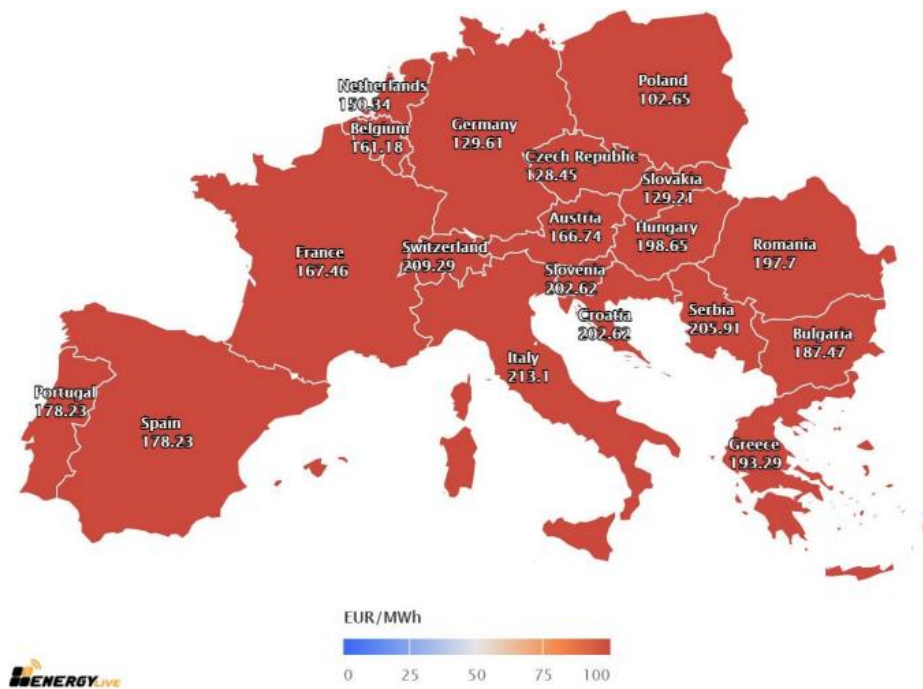 Netherlands
150.34
Poland
102.65
Belgium
161.18
Germany
129.61
Czech Republic
128.45
Slovakia
129.21
Austria
166.74
Hungary
198.65
France
167.46
Switzerland
209.29
Romania
197.7
Slovenia
202.62
Croatia
202.62
Serbia
205.91
Bulgaria
187.47
Italy
213.1
Portugal
178.23
Spain
178.23
Greece
193.29
EUR/MWh
0 25 50 75 100
ENERGY LIVE